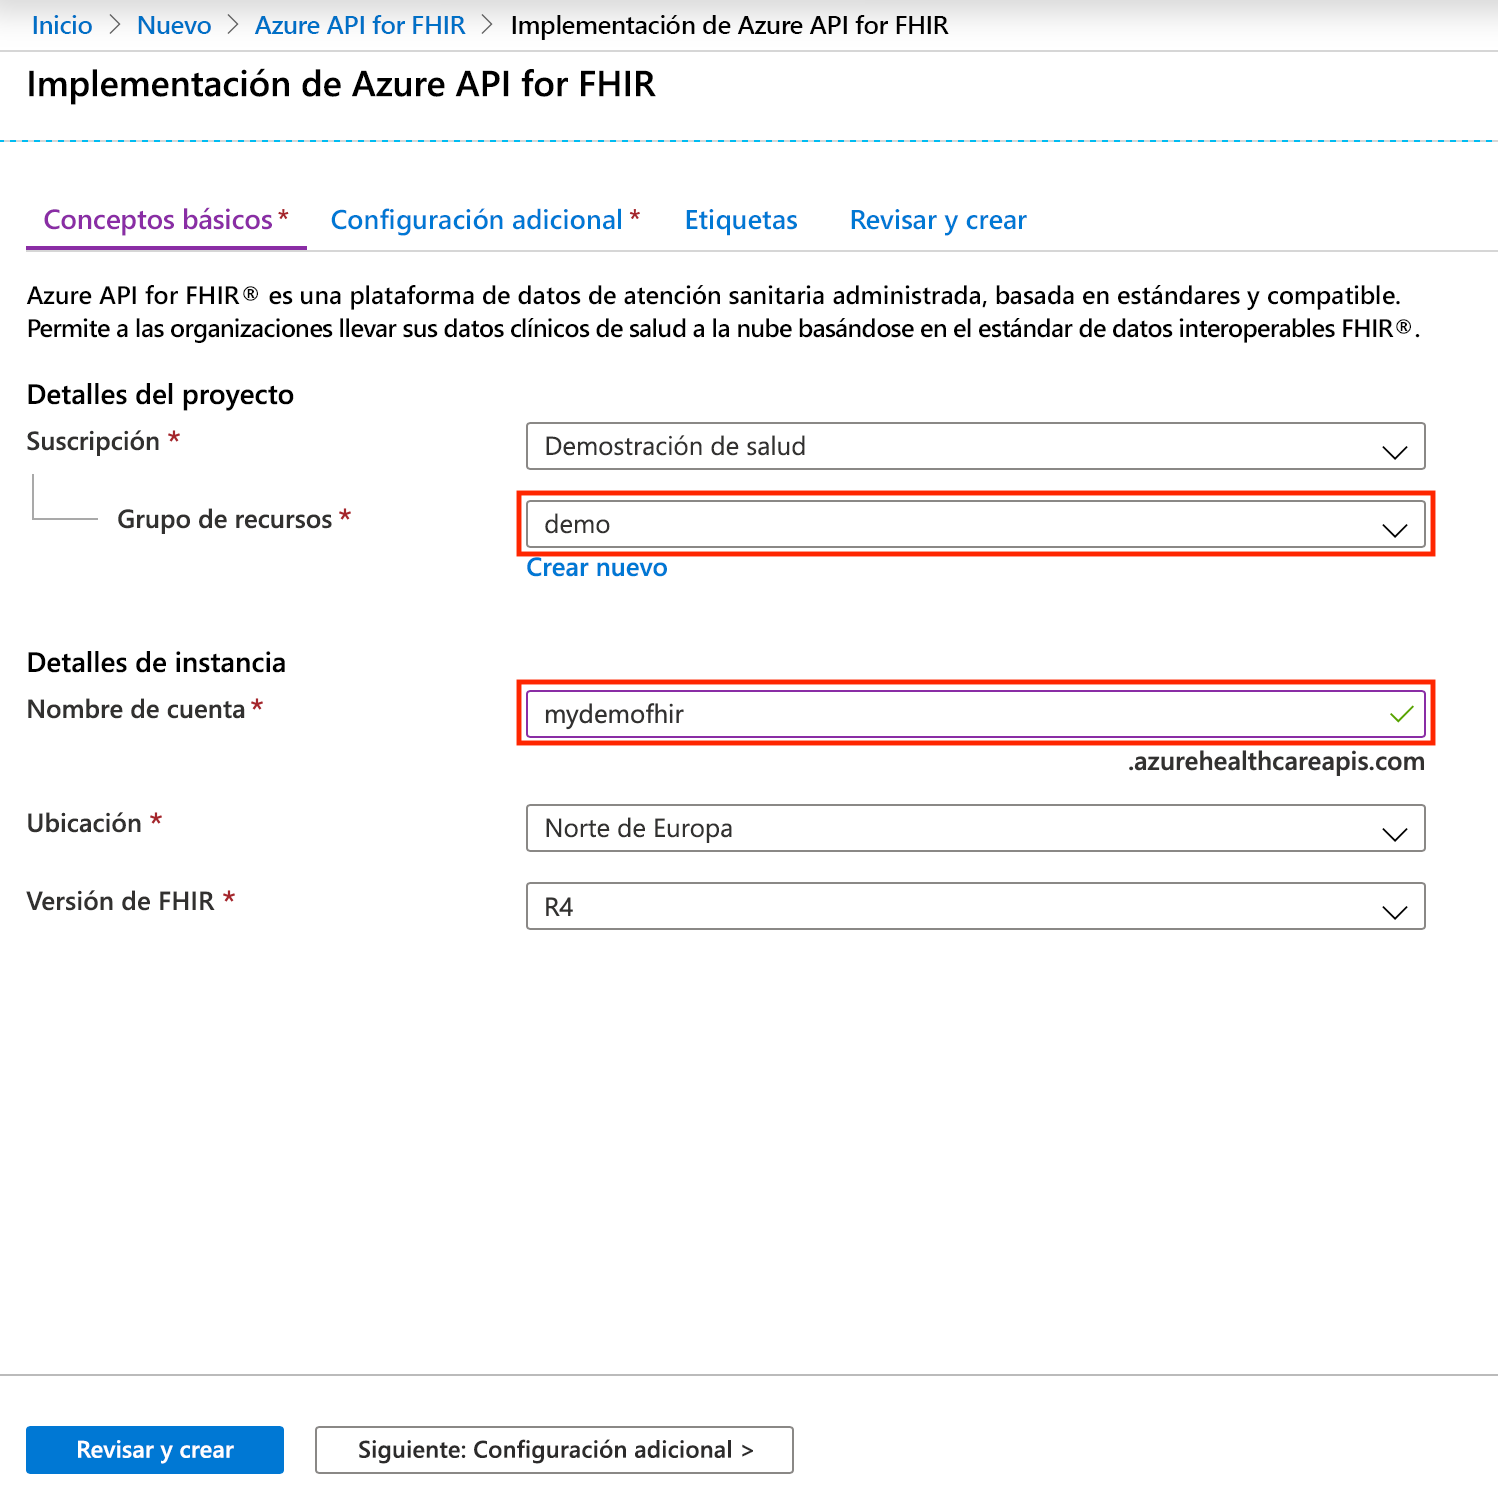 Inicio > Nuevo > Azure API for FHIR > Implementación de Azure API for FHIR
Implementación de Azure API for FHIR
Conceptos básicos * Configuración adicional * Etiquetas Revisar y crear
Azure API for FHIR® es una plataforma de datos de atención sanitaria administrada, basada en estándares y compatible.
Permite a las organizaciones llevar sus datos clínicos de salud a la nube basándose en el estándar de datos interoperables FHIR®.
Detalles del proyecto
Suscripción * Demostración de salud
Grupo de recursos * demo
Crear nuevo
Detalles de instancia
Nombre de cuenta * mydemofhir
.azurehealthcareapis.com
Ubicación * Norte de Europa
Versión de FHIR * R4
Revisar y crear Siguiente: Configuración adicional >